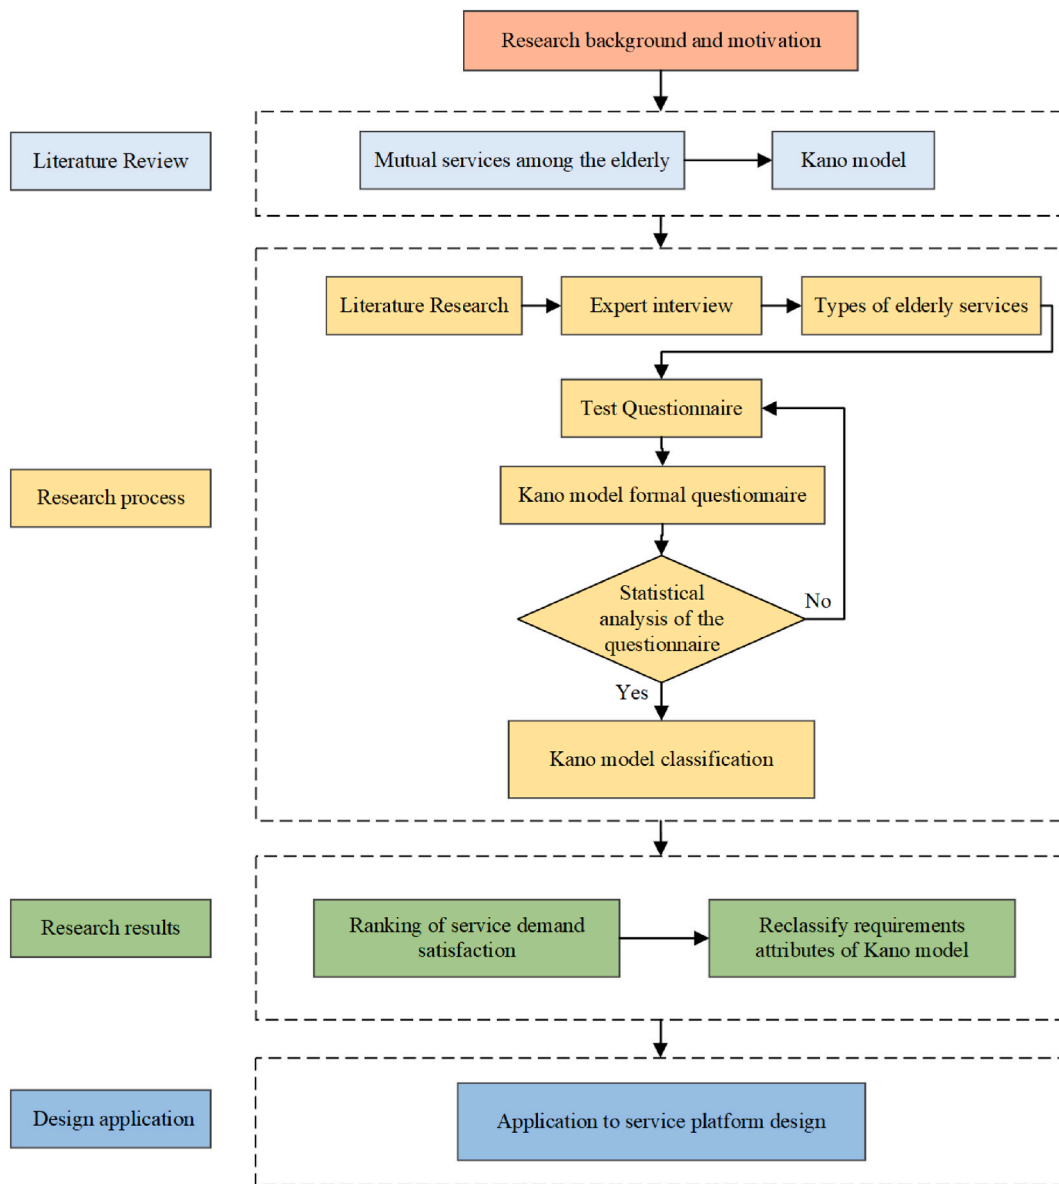 Research background and motivation
Literature Review
Mutual services among the elderly
Kano model
Literature Research
Expert interview
Types of elderly services
Test Questionnaire
Research process
Kano model formal questionnaire
Statistical
analysis of the
questionnaire
No
Yes
Kano model classification
Research results
Ranking of service demand
satisfaction
Reclassify requirements
attributes of Kano model
Design application
Application to service platform design